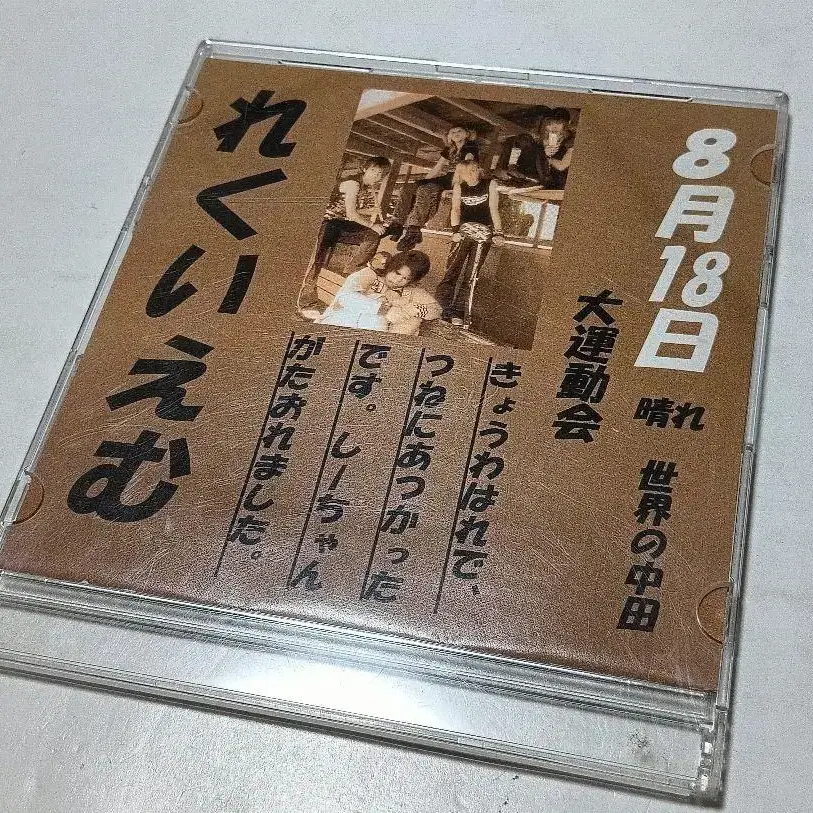 8月18日
晴れ　世界の中田
大運動会
きょうわはれで、
つねにあつかった
です。しーちゃん
がたおれました。
れくいえむ